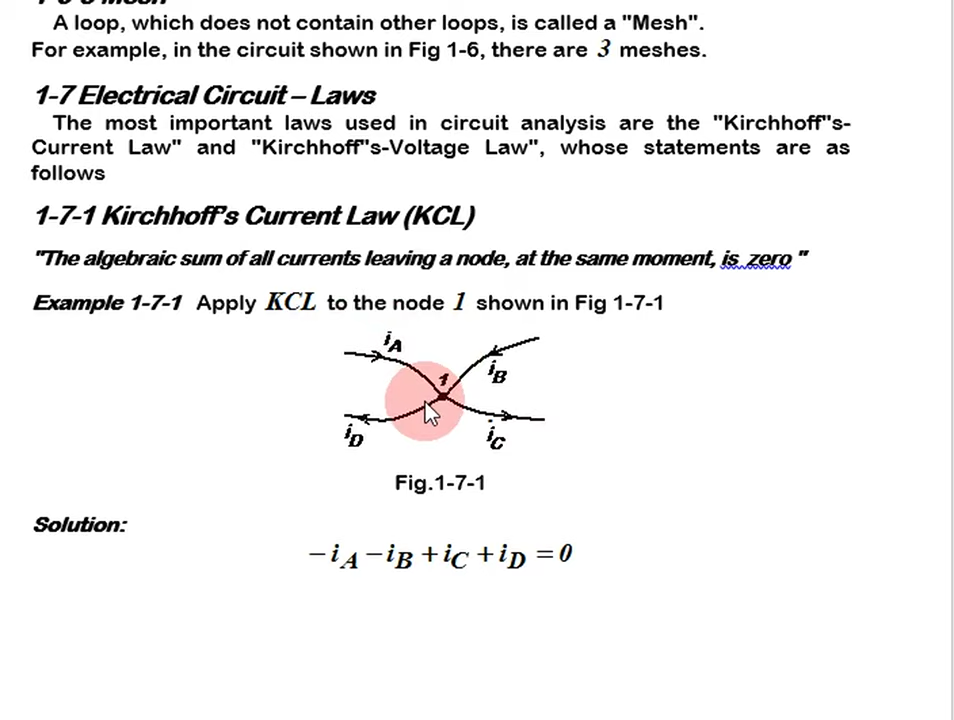 A loop, which does not contain other loops, is called a "Mesh".
For example, in the circuit shown in Fig 1-6, there are 3 meshes.
1-7 Electrical Circuit – Laws
The most important laws used in circuit analysis are the "Kirchhoff"s-
Current Law" and "Kirchhoff"s-Voltage Law", whose statements are as
follows
1-7-1 Kirchhoff's Current Law (KCL)
"The algebraic sum of all currents leaving a node, at the same moment, is zero "
Example 1-7-1 Apply KCL to the node 1 shown in Fig 1-7-1
iA
iB
1
iD
iC
Fig.1-7-1
Solution:
−iA −iB +iC +iD =0